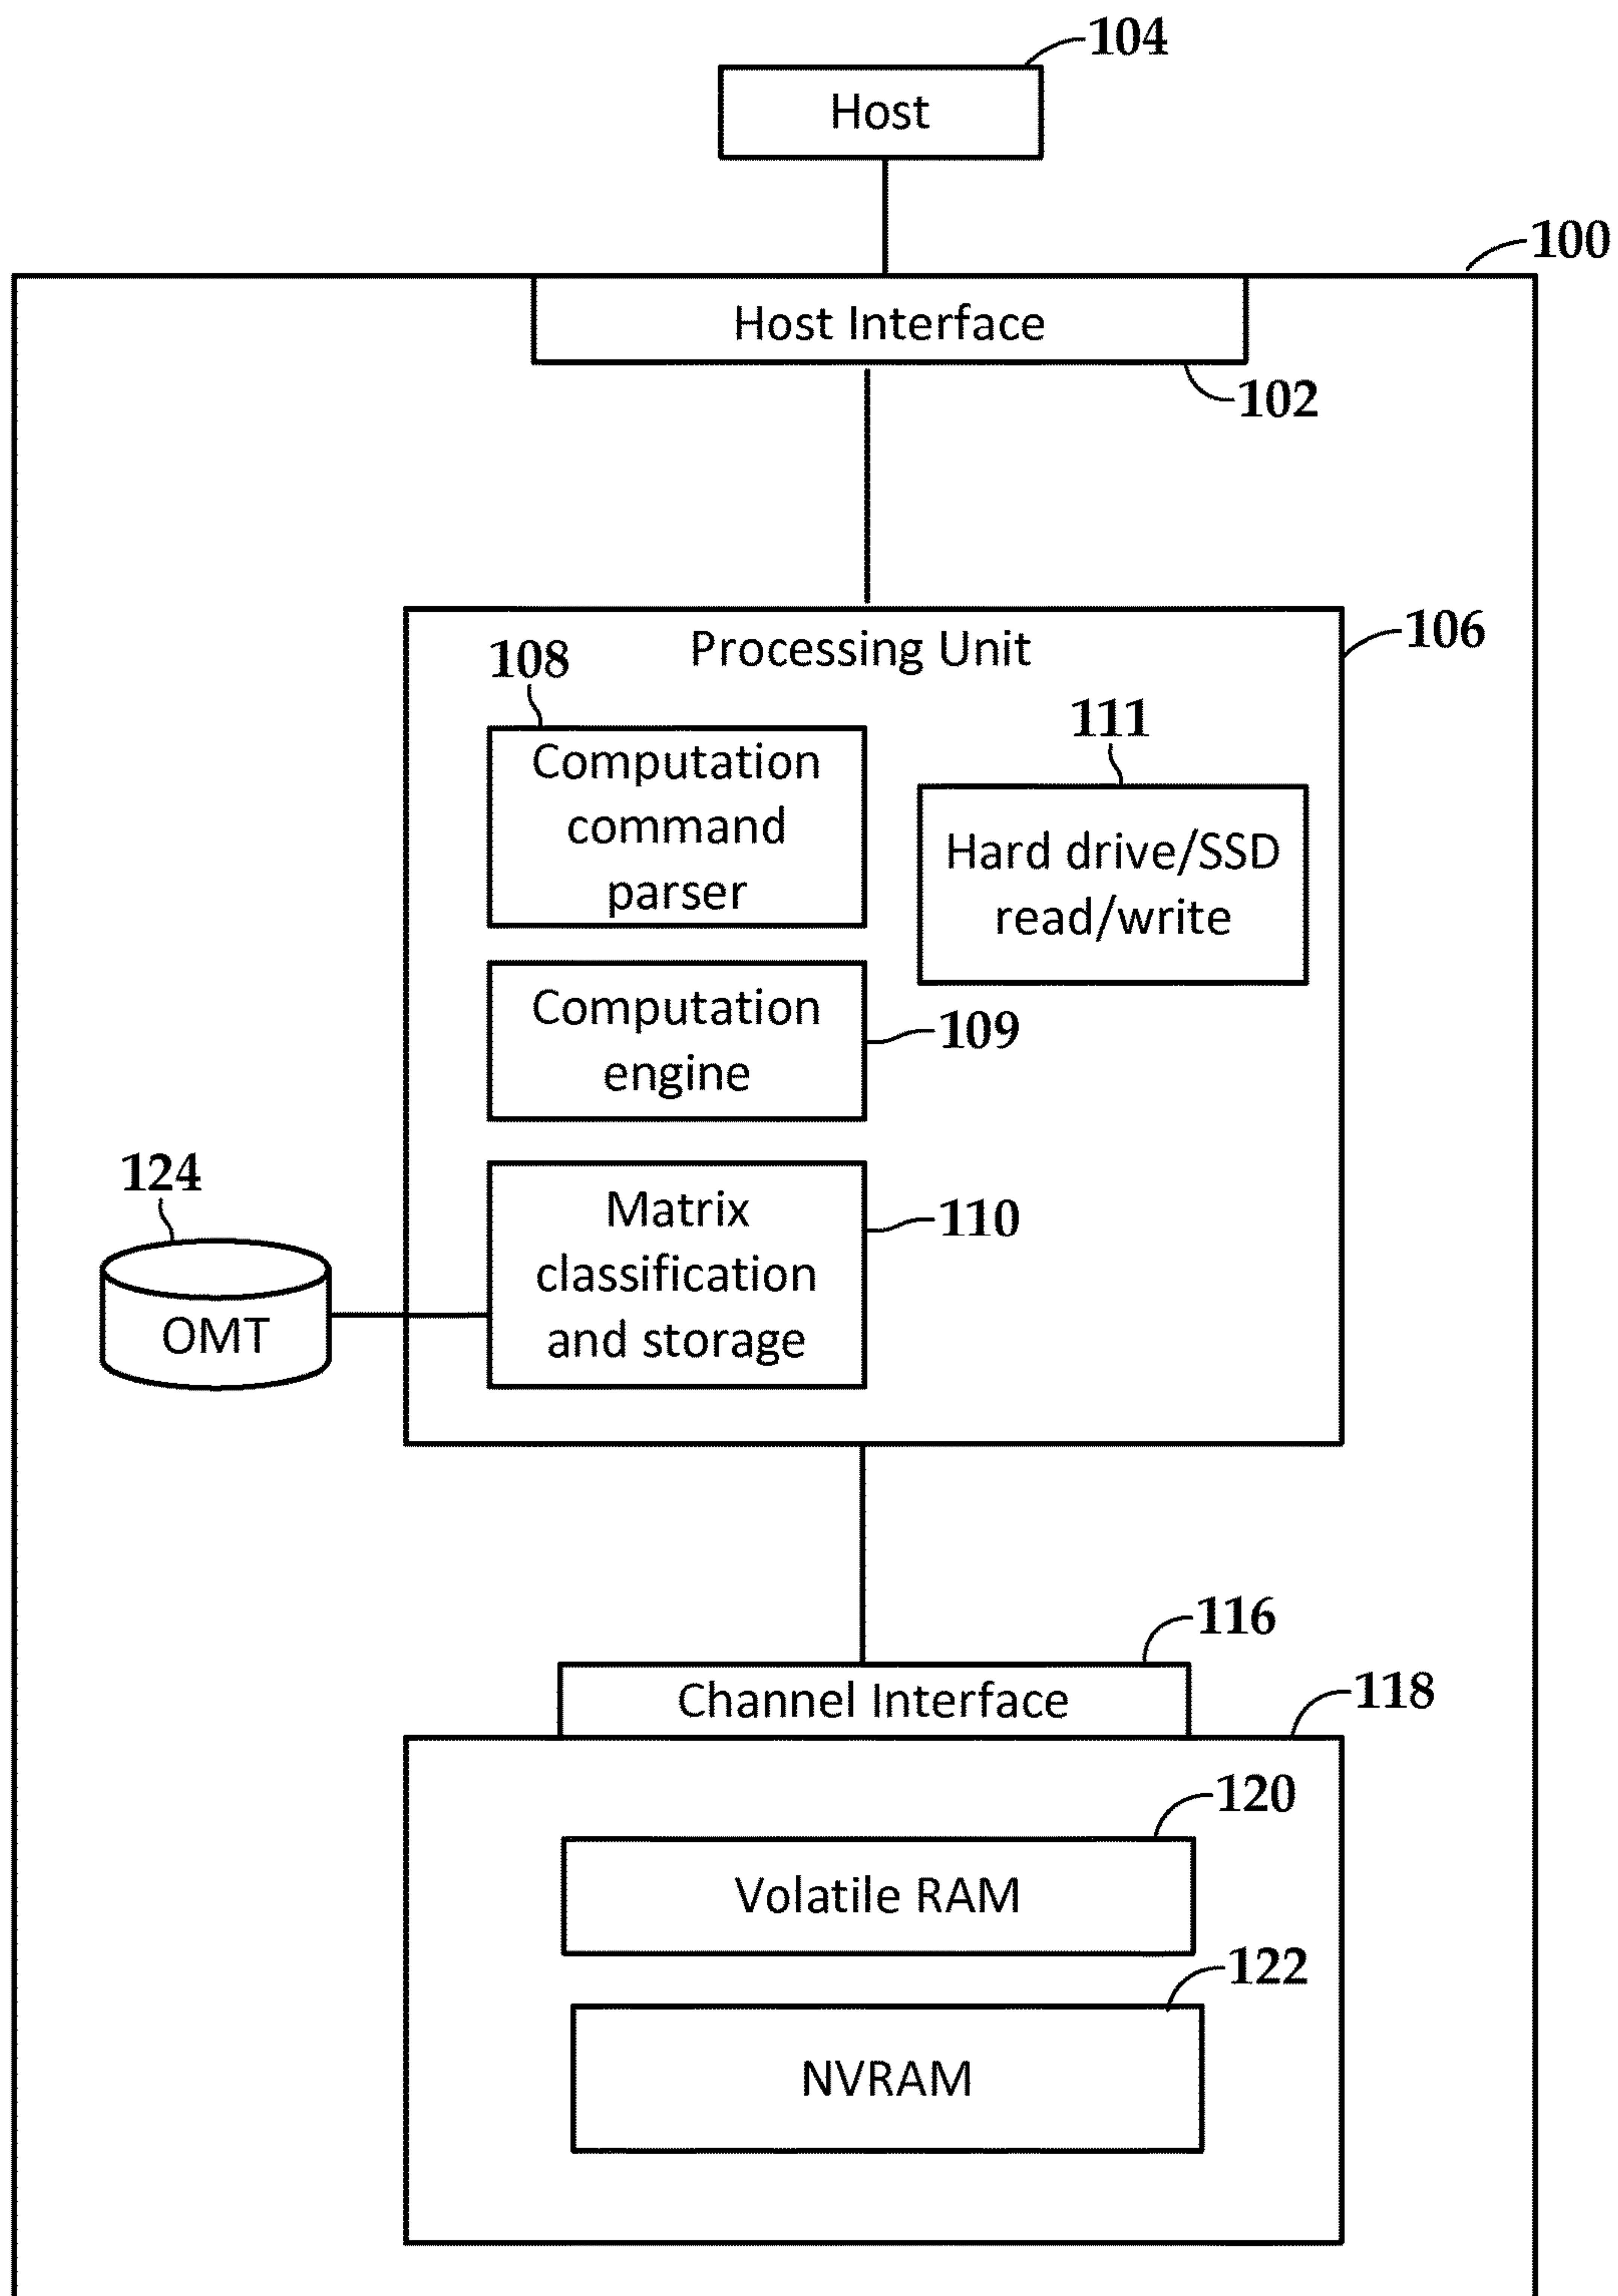 104
Host
100
Host Interface
102
Processing Unit
106
108
111
Computation
command
parser
Hard drive/SSD
read/write
Computation
engine
109
124
OMT
Matrix
classification
and storage
110
116
Channel Interface
118
120
Volatile RAM
122
NVRAM